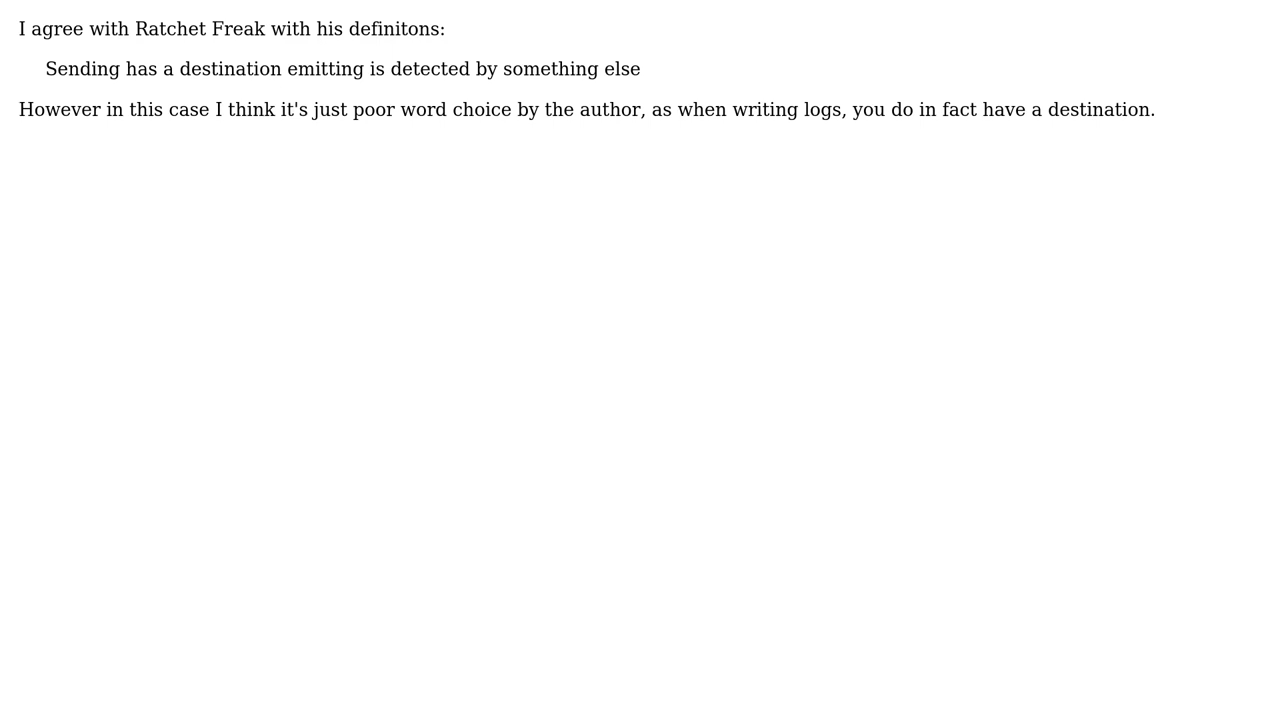 I agree with Ratchet Freak with his definitons:
Sending has a destination emitting is detected by something else
However in this case I think it's just poor word choice by the author, as when writing logs, you do in fact have a destination.